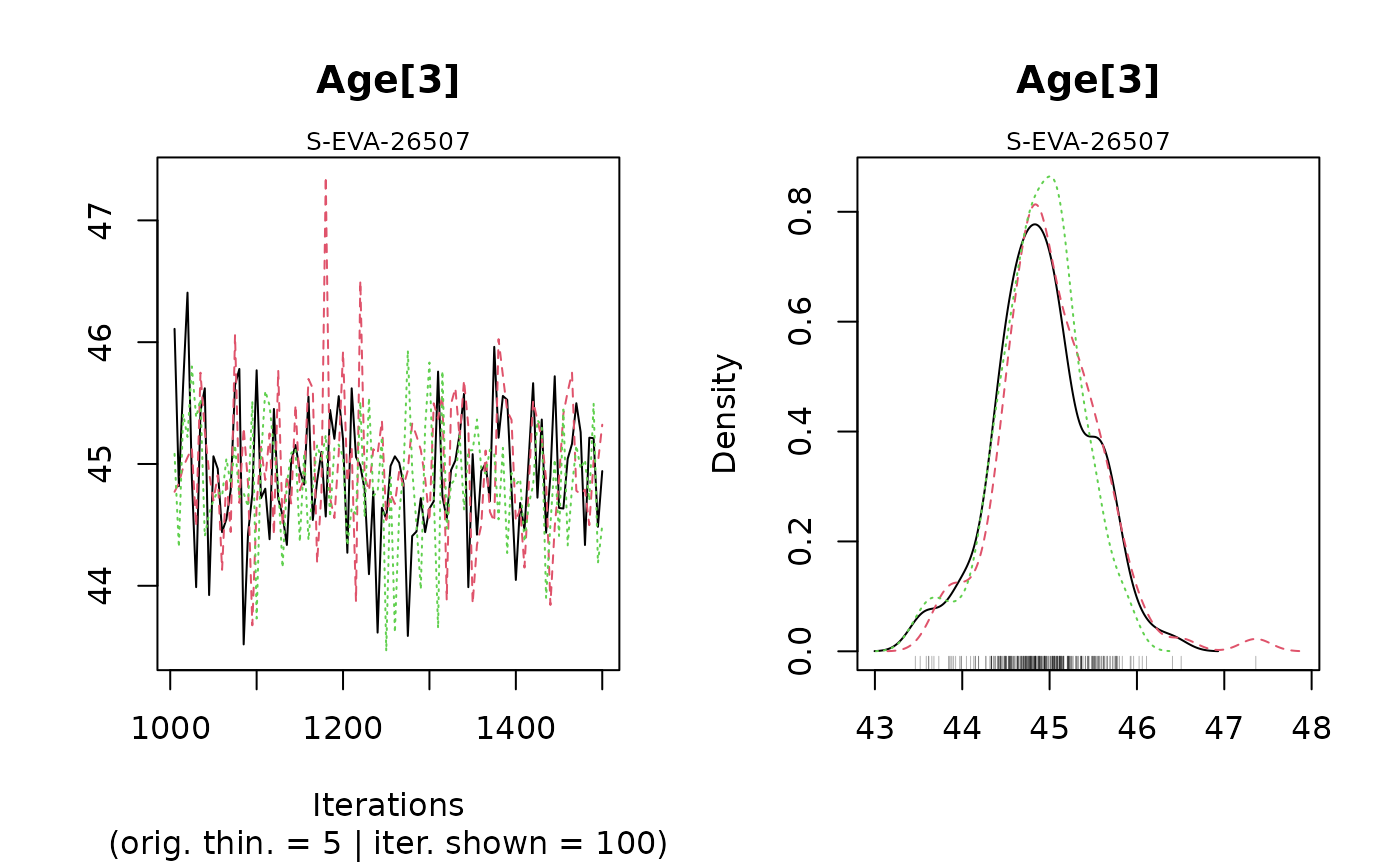 Age[3]
S-EVA-26507
47
46
45
44
1000
1200
1400
Iterations
(orig. thin. = 5 | iter. shown = 100)
Age[3]
S-EVA-26507
Density
0.8
0.6
0.4
0.2
0.0
43
44
45
46
47
48